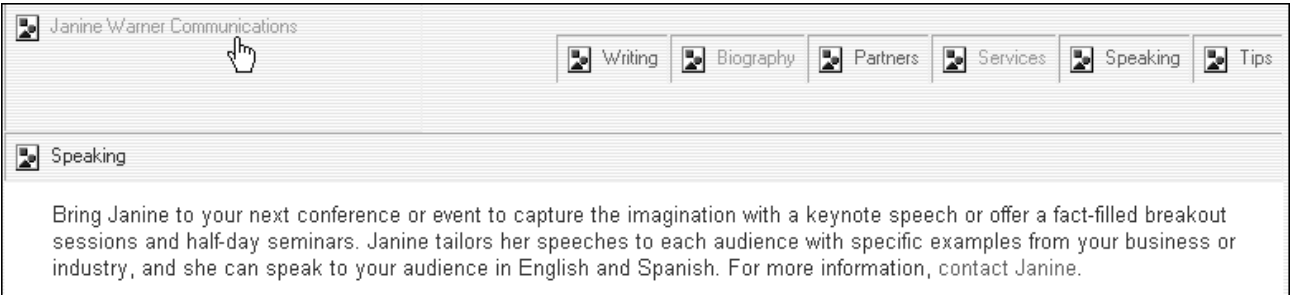 Janine Warner Communications
Writing Biography Partners Services Speaking Tips
Speaking
Bring Janine to your next conference or event to capture the imagination with a keynote speech or offer a fact-filled breakout
sessions and half-day seminars. Janine tailors her speeches to each audience with specific examples from your business or
industry, and she can speak to your audience in English and Spanish. For more information, contact Janine.